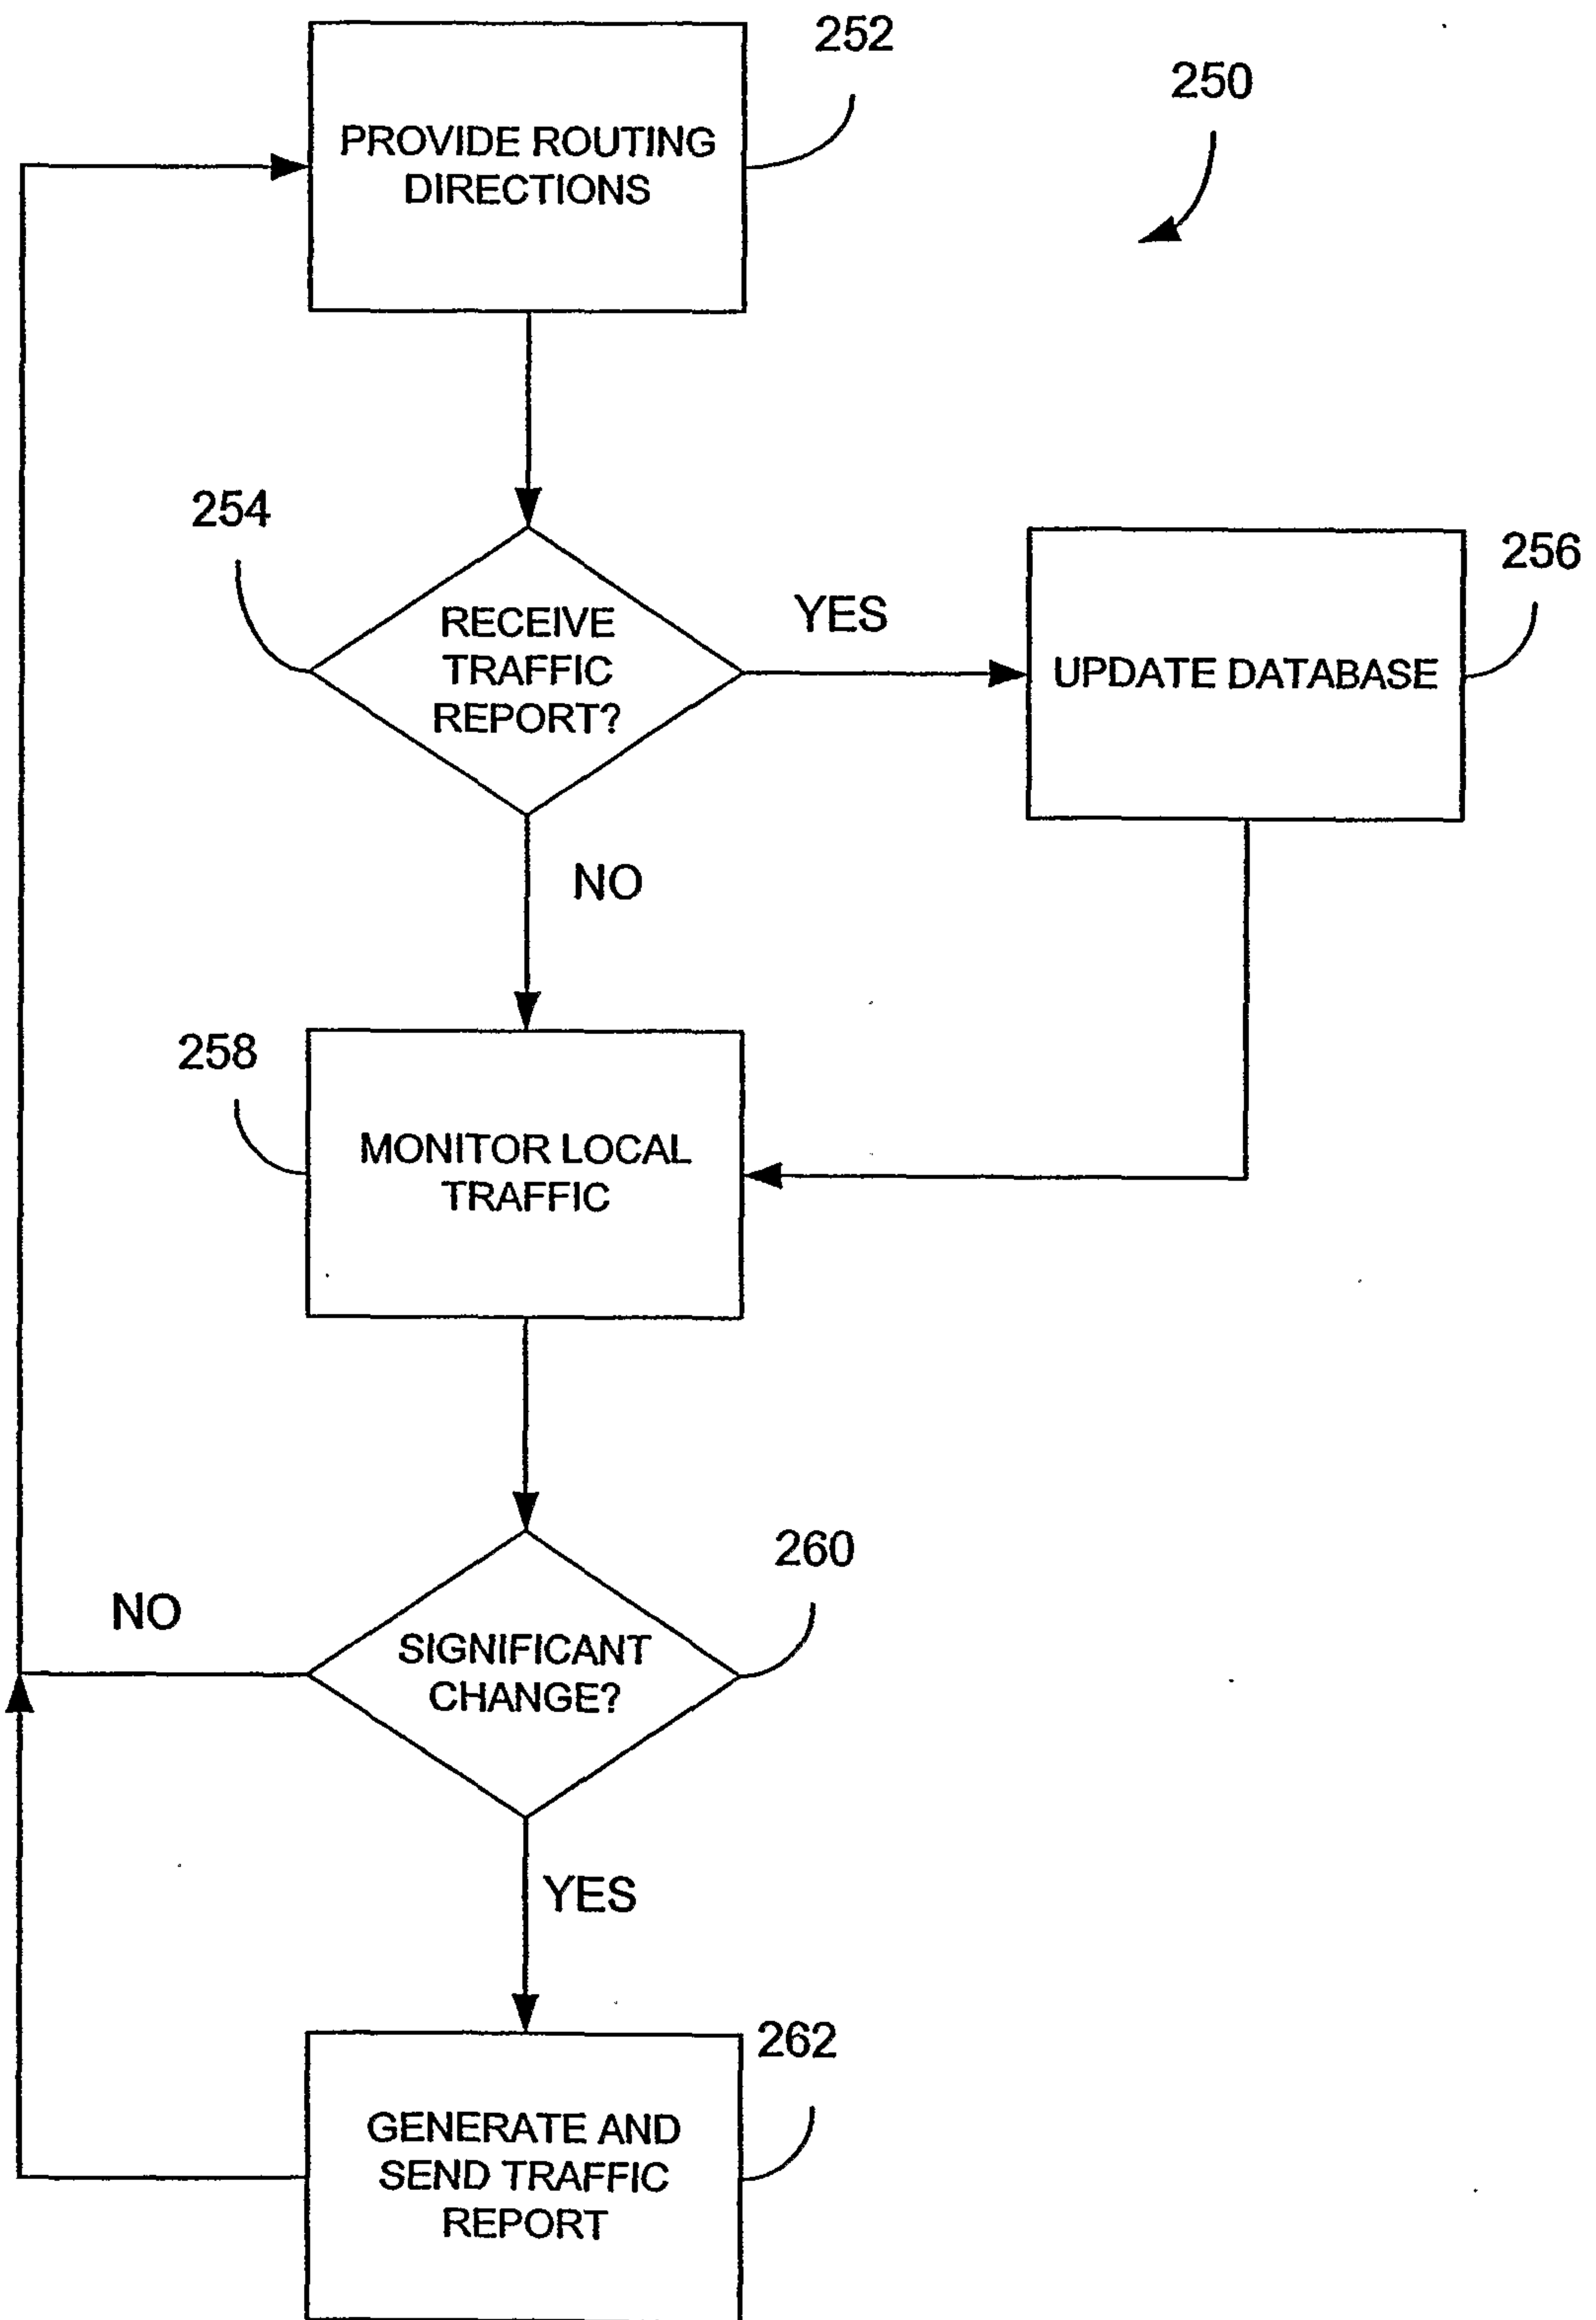 252
250
PROVIDE ROUTING
DIRECTIONS
254
RECEIVE
TRAFFIC
REPORT?
YES
256
UPDATE DATABASE
NO
258
MONITOR LOCAL
TRAFFIC
260
NO
SIGNIFICANT
CHANGE?
YES
262
GENERATE AND
SEND TRAFFIC
REPORT